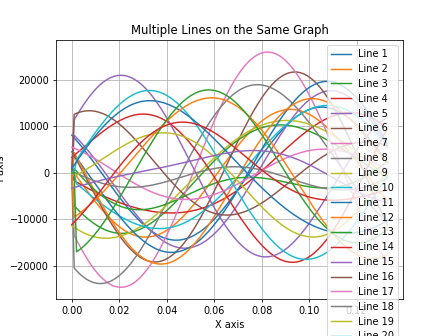 Multiple Lines on the Same Graph
20000
10000
0
−10000
−20000
0.00
0.02
0.04
0.06
0.08
0.10
X axis
axis
Line 1
Line 2
Line 3
Line 4
Line 5
Line 6
Line 7
Line 8
Line 9
Line 10
Line 11
Line 12
Line 13
Line 14
Line 15
Line 16
Line 17
Line 18
Line 19
Line 20